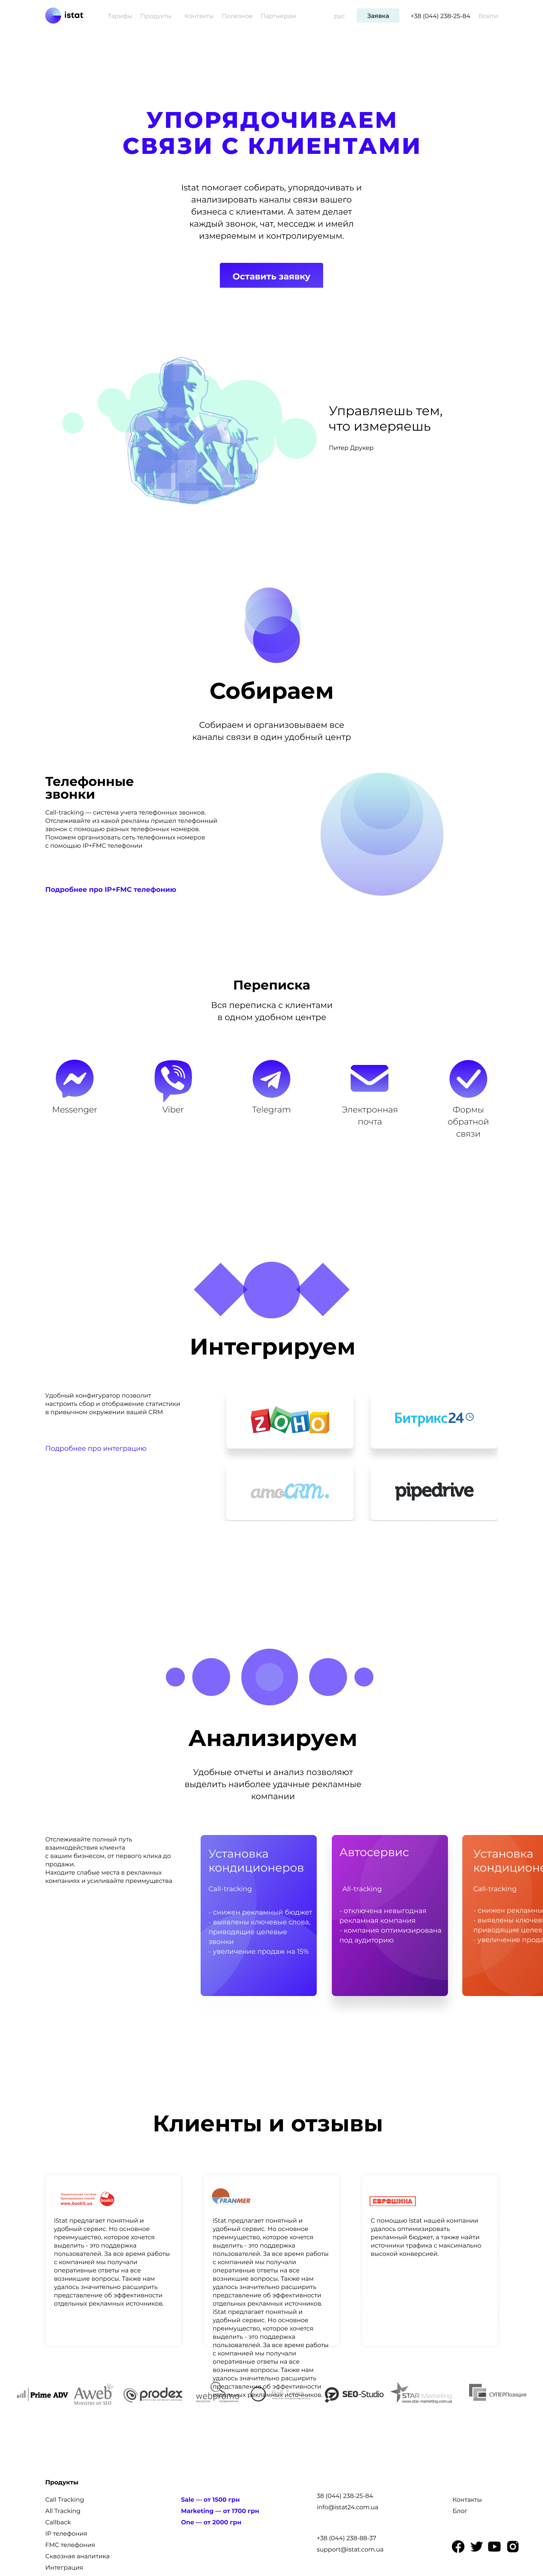 istat
Тарифы Продукты Контакты Полезное Партнерам рус Заявка +38 (044) 238-25-84 Войти
УПОРЯДОЧИВАЕМ
СВЯЗИ С КЛИЕНТАМИ
Istat помогает собирать, упорядочивать и
анализировать каналы связи вашего
бизнеса с клиентами. А затем делает
каждый звонок, чат, месседж и имейл
измеряемым и контролируемым.
Оставить заявку
Управляешь тем,
что измеряешь
Питер Друкер
Собираем
Собираем и организовываем все
каналы связи в один удобный центр
Телефонные
звонки
Call-tracking — система учета телефонных звонков.
Отслеживайте из какой рекламы пришел телефонный
звонок с помощью разных телефонных номеров.
Поможем организовать сеть телефонных номеров
с помощью IP+FMC телефонии
Подробнее про IP+FMC телефонию
Переписка
Вся переписка с клиентами
в одном удобном центре
Messenger
Viber
Telegram
Электронная
почта
Формы
обратной
связи
Интегрируем
Удобный конфигуратор позволит
настроить сбор и отображение статистики
в привычном окружении вашей CRM
Подробнее про интеграцию
ZOHO
Битрикс24
amoCRM.
pipedrive
Анализируем
Удобные отчеты и анализ позволяют
выделить наиболее удачные рекламные
компании
Отслеживайте полный путь
взаимодействия клиента
с вашим бизнесом, от первого клика до
продажи.
Находите слабые места в рекламных
компаниях и усиливайте преимущества
Установка
кондиционеров
Call-tracking
- снижен рекламный бюджет
- выявлены ключевые слова,
приводящие целевые
звонки
- увеличение продаж на 15%
Автосервис
All-tracking
- отключена невыгодная
рекламная компания
- компания оптимизирована
под аудиторию
Установка
кондиционе
Call-tracking
- снижен рекламны
- выявлены ключев
приводящие целев
- увеличение прода
Клиенты и отзывы
www.bookit.ua
iStat предлагает понятный и
удобный сервис. Но основное
преимущество, которое хочется
выделить - это поддержка
пользователей. За все время работы
с компанией мы получали
оперативные ответы на все
возникшие вопросы. Также нам
удалось значительно расширить
представление об эффективности
отдельных рекламных источников.
FRANMER
iStat предлагает понятный и
удобный сервис. Но основное
преимущество, которое хочется
выделить - это поддержка
пользователей. За все время работы
с компанией мы получали
оперативные ответы на все
возникшие вопросы. Также нам
удалось значительно расширить
представление об эффективности
отдельных рекламных источников.
iStat предлагает понятный и
удобный сервис. Но основное
преимущество, которое хочется
выделить - это поддержка
пользователей. За все время работы
с компанией мы получали
оперативные ответы на все
возникшие вопросы. Также нам
удалось значительно расширить
представление об эффективности
отдельных рекламных источников.
ЕВРОШИНА
С помощью Istat нашей компании
удалось оптимизировать
рекламный бюджет, а также найти
источники трафика с максимально
высокой конверсией.
Prime ADV
Aweb
Ministry of SEO
prodex
webpromo
SEO-Studio
STAR Marketing
www.star-marketing.com.ua
СУПЕРПозиция
Продукты
Call Tracking
All Tracking
Callback
IP телефония
FMC телефония
Сквозная аналитика
Интеграция
Sale — от 1500 грн
Marketing — от 1700 грн
One — от 2000 грн
38 (044) 238-25-84
info@istat24.com.ua
+38 (044) 238-88-37
support@istat.com.ua
Контакты
Блог